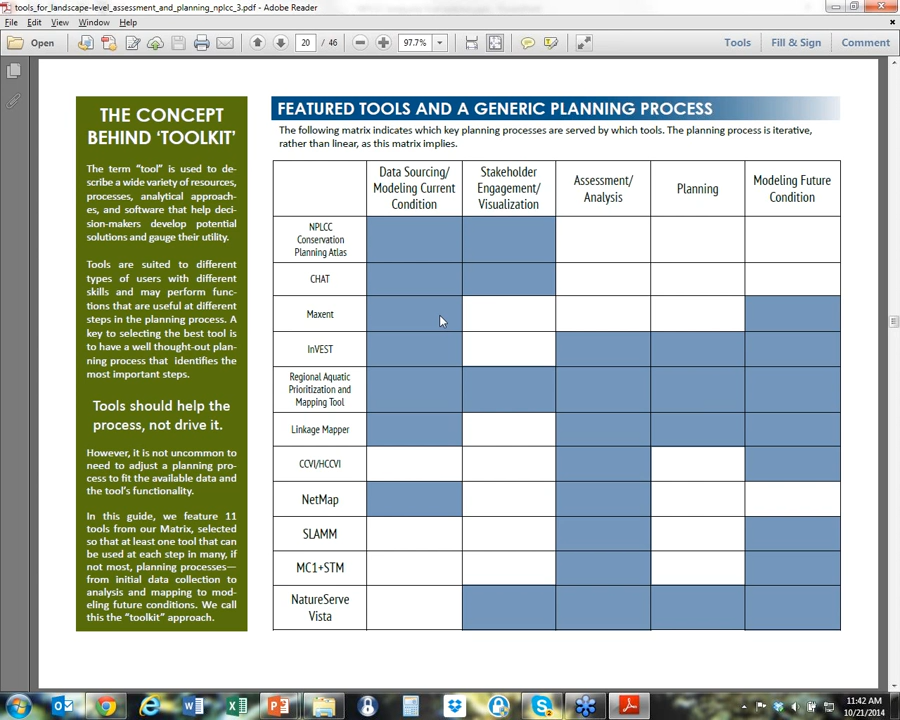 tools_for_landscape-level_assessment_and_planning_nplcc_3.pdf - Adobe Reader
File Edit View Window Help
Open 20 / 46 97.7% Tools Fill & Sign Comment
THE CONCEPT
BEHIND ‘TOOLKIT’
The term “tool” is used to de-
scribe a wide variety of resources,
processes, analytical approach-
es, and software that help deci-
sion-makers develop potential
solutions and gauge their utility.
Tools are suited to different
types of users with different
skills and may perform func-
tions that are useful at different
steps in the planning process. A
key to selecting the best tool is
to have a well thought-out plan-
ning process that identifies the
most important steps.
Tools should help the
process, not drive it.
However, it is not uncommon to
need to adjust a planning pro-
cess to fit the available data and
the tool’s functionality.
In this guide, we feature 11
tools from our Matrix, selected
so that at least one tool that can
be used at each step in many, if
not most, planning processes—
from initial data collection to
analysis and mapping to mod-
eling future conditions. We call
this the “toolkit” approach.
FEATURED TOOLS AND A GENERIC PLANNING PROCESS
The following matrix indicates which key planning processes are served by which tools. The planning process is iterative,
rather than linear, as this matrix implies.
Data Sourcing/
Modeling Current
Condition
Stakeholder
Engagement/
Visualization
Assessment/
Analysis
Planning
Modeling Future
Condition
NPLCC
Conservation
Planning Atlas
CHAT
Maxent
InVEST
Regional Aquatic
Prioritization and
Mapping Tool
Linkage Mapper
CCVI/HCCVI
NetMap
SLAMM
MC1+STM
NatureServe
Vista
11:42 AM
10/21/2014